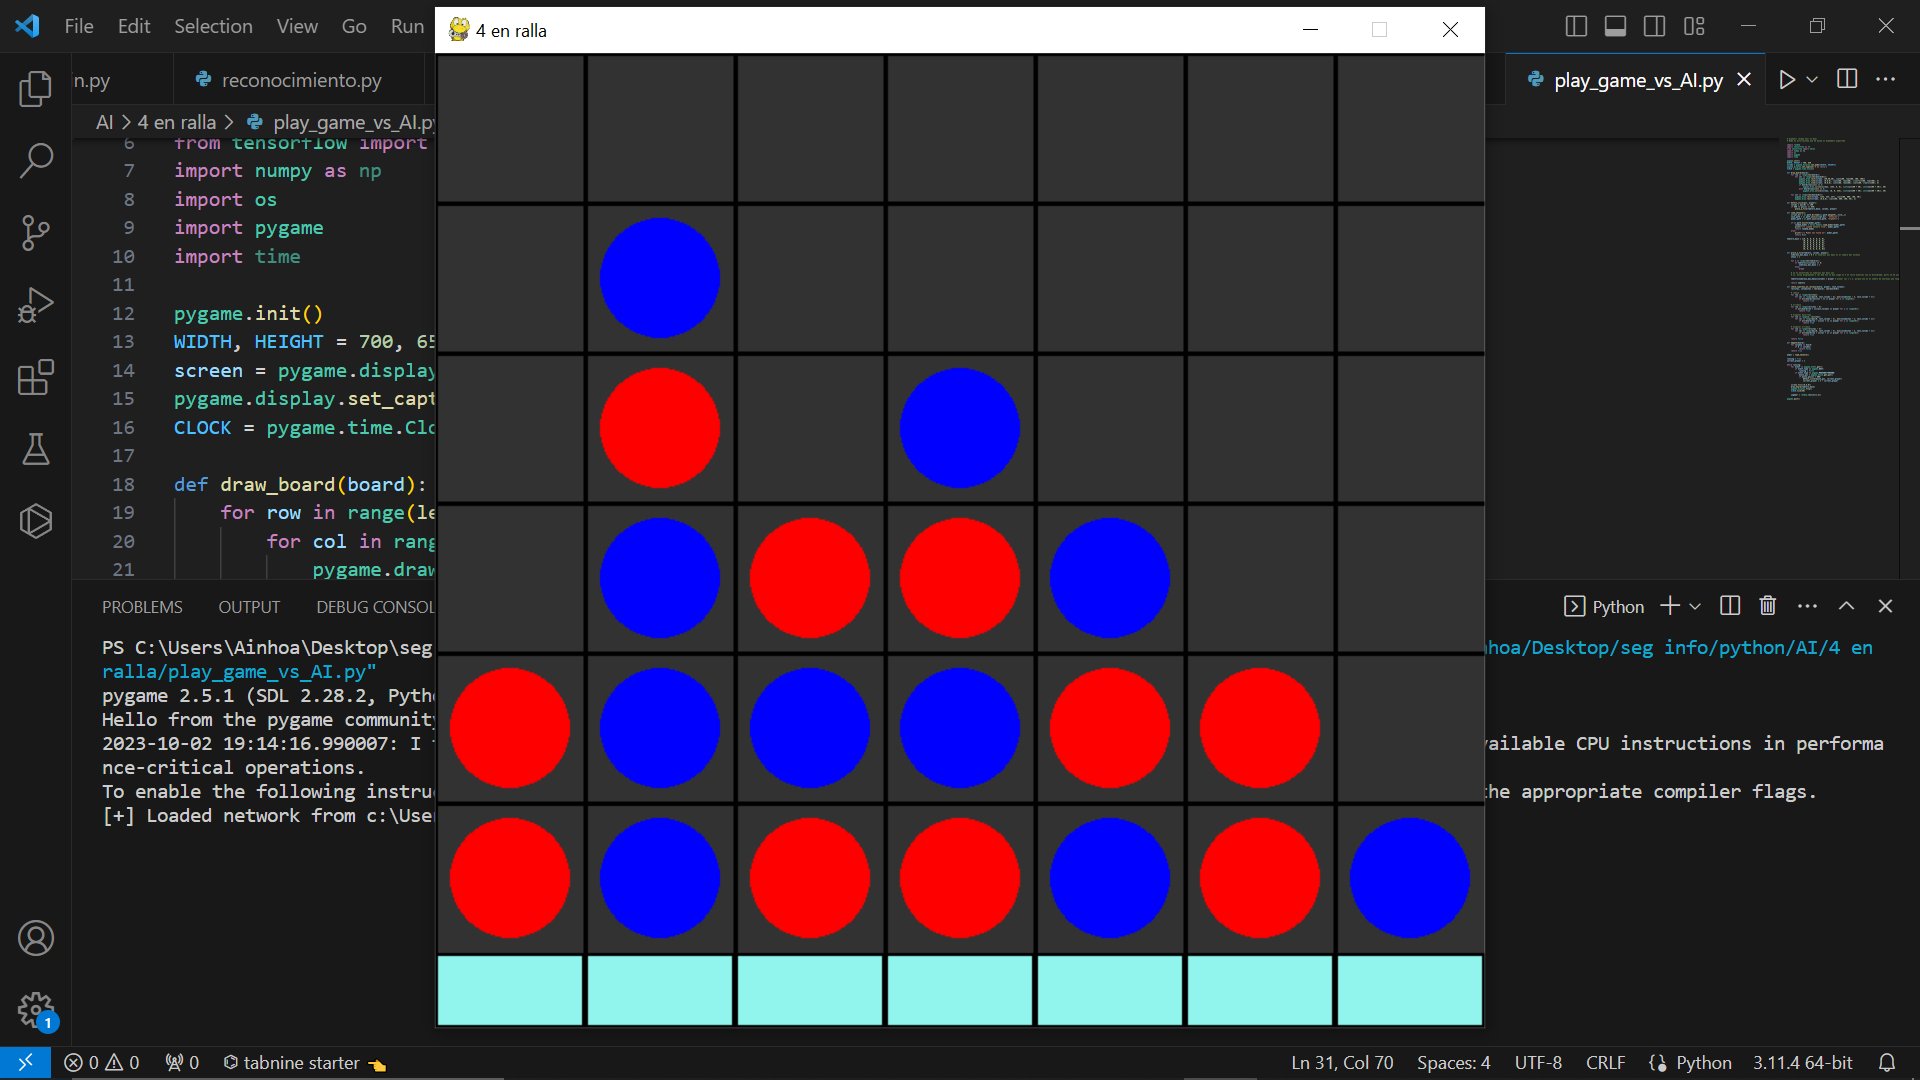 File Edit Selection View Go Run
4 en ralla
n.py
reconocimiento.py
play_game_vs_AI.py
AI > 4 en ralla > play_game_vs_AI.py
6 from tensorflow import
7 import numpy as np
8 import os
9 import pygame
10 import time
11
12 pygame.init()
13 WIDTH, HEIGHT = 700, 65
14 screen = pygame.display
15 pygame.display.set_capt
16 CLOCK = pygame.time.Clo
17
18 def draw_board(board):
19 for row in range(le
20 for col in rang
21 pygame.draw
PROBLEMS OUTPUT DEBUG CONSOL
Python
PS C:\Users\Ainhoa\Desktop\seg
nhoa/Desktop/seg info/python/AI/4 en
ralla/play_game_vs_AI.py"
pygame 2.5.1 (SDL 2.28.2, Pyth
Hello from the pygame community
2023-10-02 19:14:16.990007: I
vailable CPU instructions in performa
nce-critical operations.
To enable the following instru
the appropriate compiler flags.
[+] Loaded network from c:\Use
1
0 0 0 tabnine starter
Ln 31, Col 70 Spaces: 4 UTF-8 CRLF Python 3.11.4 64-bit